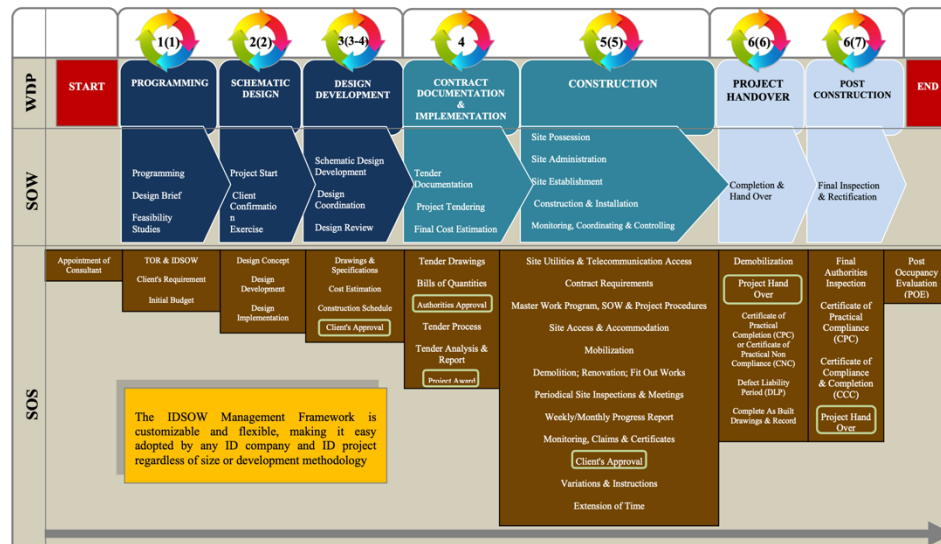 1(1)
2(2)
3(3-4)
4
5(5)
6(6)
6(7)
WDP
START
PROGRAMMING
SCHEMATIC
DESIGN
DESIGN
DEVELOPMENT
CONTRACT
DOCUMENTATION
&
IMPLEMENTATION
CONSTRUCTION
PROJECT
HANDOVER
POST
CONSTRUCTION
END
SOW
Programming
Design Brief
Feasibility
Studies
Project Start
Client
Confirmatio
n
Exercise
Schematic Design
Development
Design
Coordination
Design Review
Tender
Documentation
Project Tendering
Final Cost Estimation
Site Possession
Site Administration
Site Establishment
Construction & Installation
Monitoring, Coordinating & Controlling
Completion &
Hand Over
Final Inspection
& Rectification
SOS
Appointment of
Consultant
TOR & IDSOW
Client's Requirement
Initial Budget
Design Concept
Design
Development
Design
Implementation
Drawings &
Specifications
Cost Estimation
Construction Schedule
Client's Approval
Tender Drawings
Bills of Quantities
Authorities Approval
Tender Process
Tender Analysis &
Report
Project Award
Site Utilities & Telecommunication Access
Contract Requirements
Master Work Program, SOW & Project Procedures
Site Access & Accommodation
Mobilization
Demolition; Renovation; Fit Out Works
Periodical Site Inspections & Meetings
Weekly/Monthly Progress Report
Monitoring, Claims & Certificates
Client's Approval
Variations & Instructions
Extension of Time
Demobilization
Project Hand
Over
Certificate of
Practical
Completion (CPC)
or Certificate of
Practical Non
Compliance (CNC)
Defect Liability
Period (DLP)
Complete As Built
Drawings & Record
Final
Authorities
Inspection
Certificate of
Practical
Compliance
(CPC)
Certificate of
Compliance
& Completion
(CCC)
Project Hand
Over
Post
Occupancy
Evaluation
(POE)
The IDSOW Management Framework is
customizable and flexible, making it easy
adopted by any ID company and ID project
regardless of size or development methodology